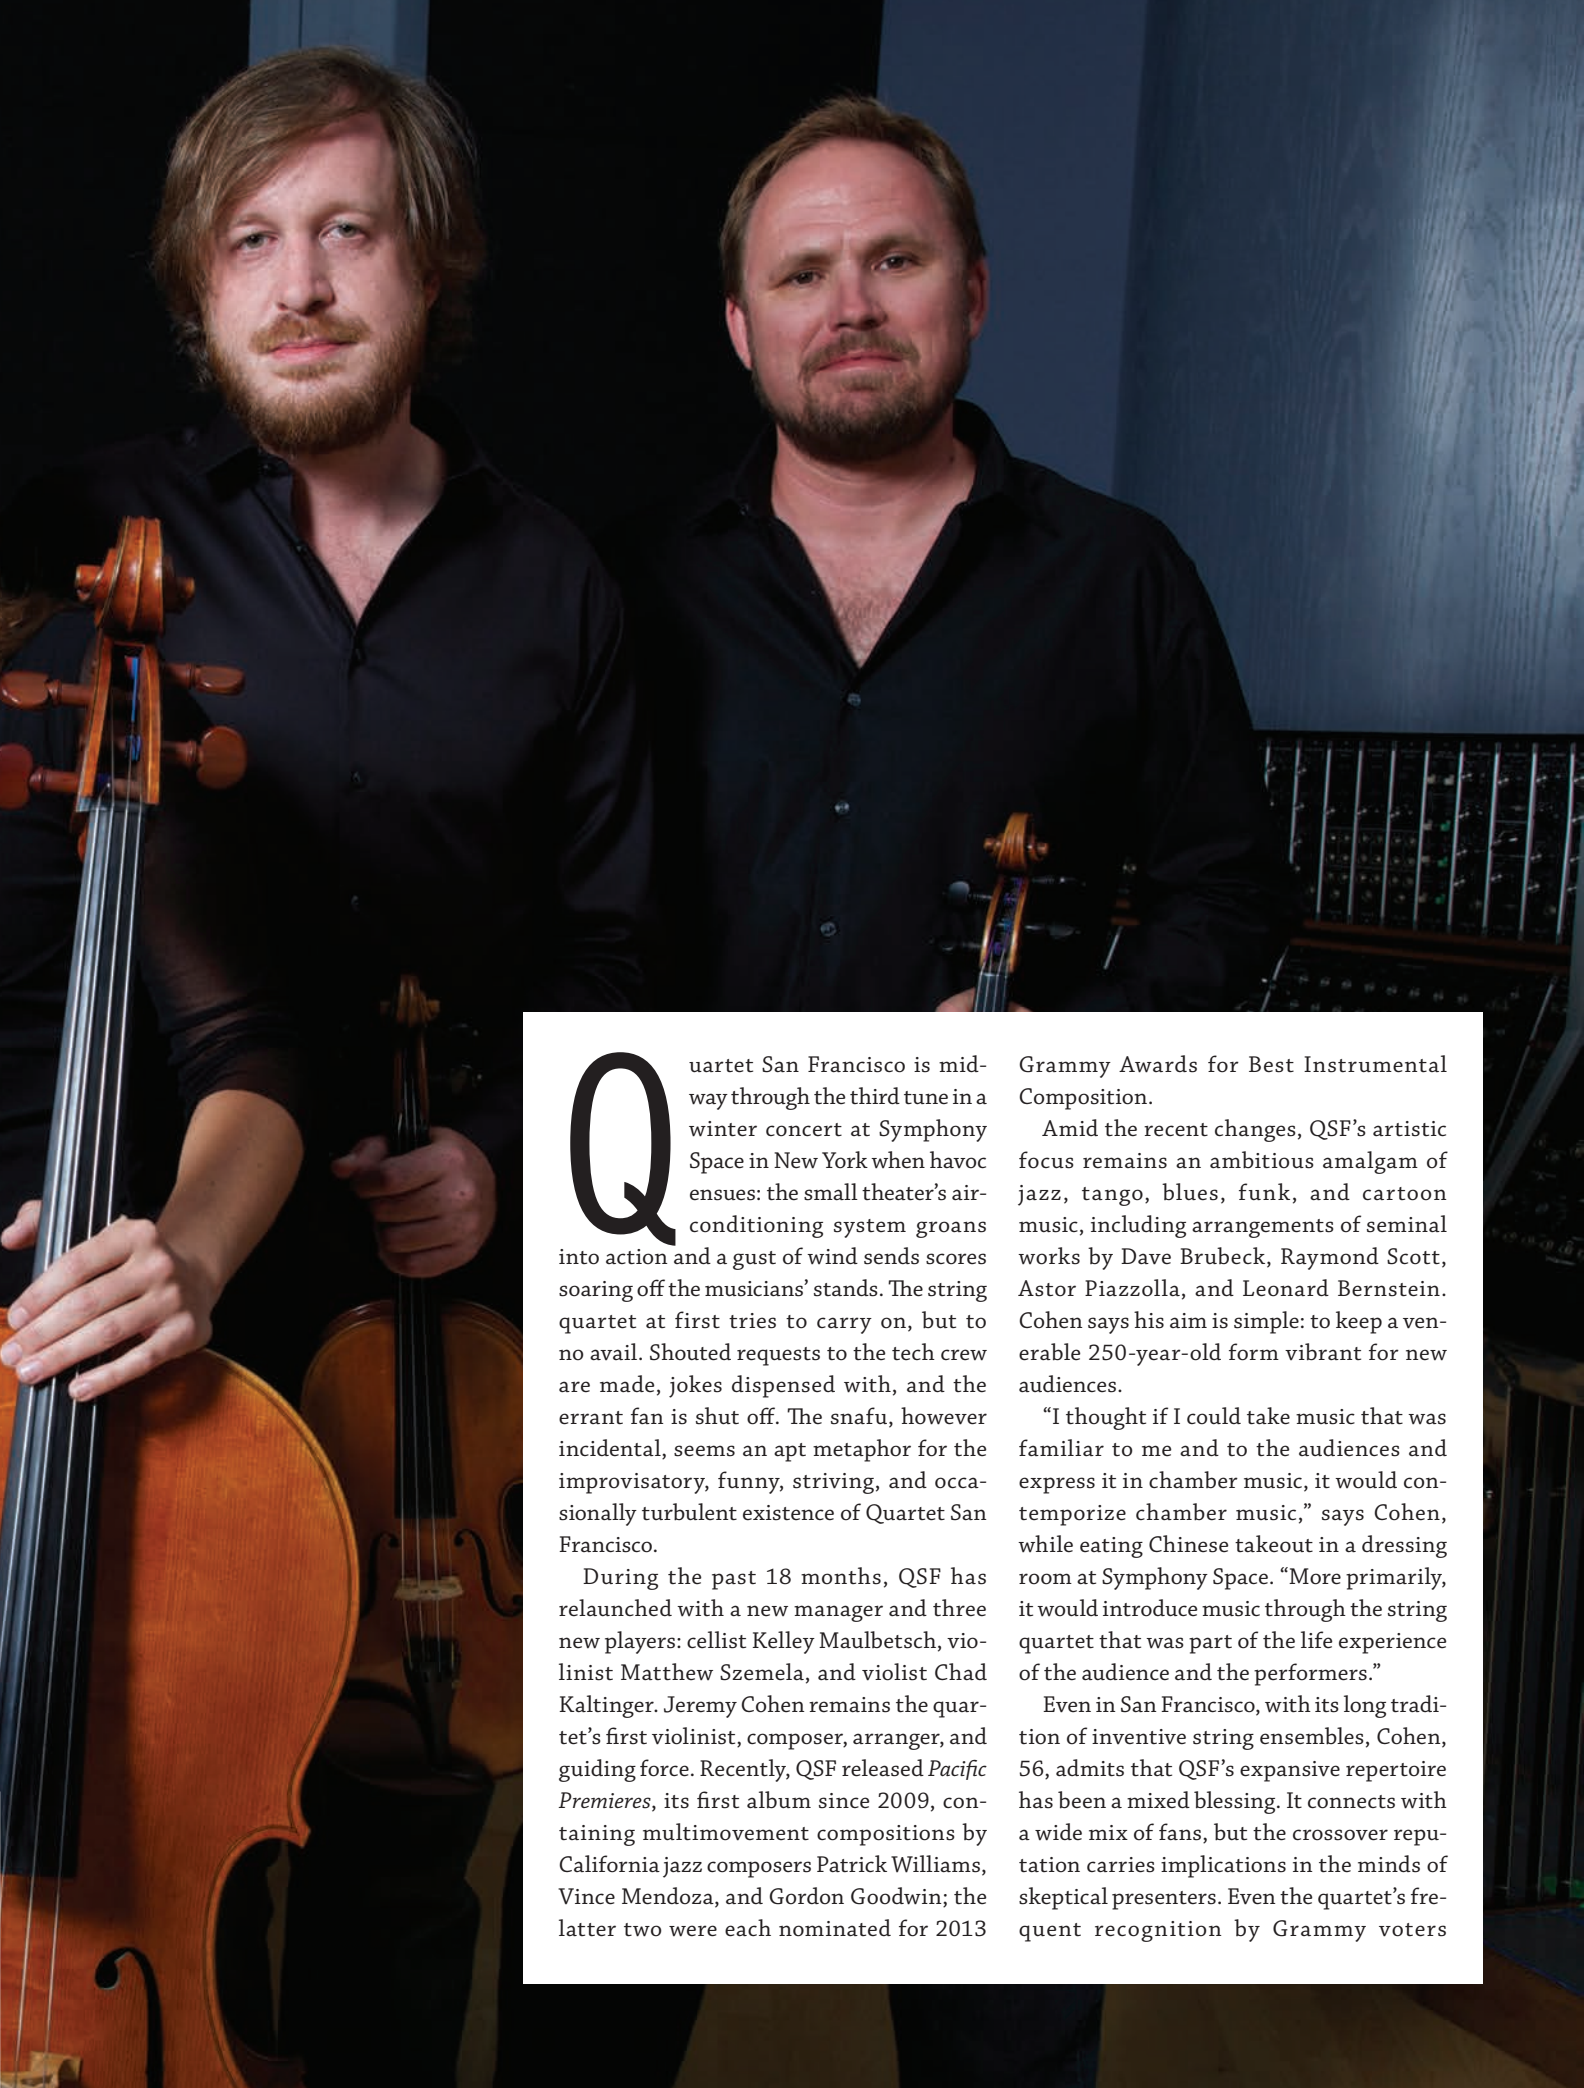 Quartet San Francisco is mid-
way through the third tune in a
winter concert at Symphony
Space in New York when havoc
ensues: the small theater’s air-
conditioning system groans
into action and a gust of wind sends scores
soaring off the musicians’ stands. The string
quartet at first tries to carry on, but to
no avail. Shouted requests to the tech crew
are made, jokes dispensed with, and the
errant fan is shut off. The snafu, however
incidental, seems an apt metaphor for the
improvisatory, funny, striving, and occa-
sionally turbulent existence of Quartet San
Francisco.
During the past 18 months, QSF has
relaunched with a new manager and three
new players: cellist Kelley Maulbetsch, vio-
linist Matthew Szemela, and violist Chad
Kaltinger. Jeremy Cohen remains the quar-
tet’s first violinist, composer, arranger, and
guiding force. Recently, QSF released Pacific
Premieres, its first album since 2009, con-
taining multimovement compositions by
California jazz composers Patrick Williams,
Vince Mendoza, and Gordon Goodwin; the
latter two were each nominated for 2013
Grammy Awards for Best Instrumental
Composition.
Amid the recent changes, QSF’s artistic
focus remains an ambitious amalgam of
jazz, tango, blues, funk, and cartoon
music, including arrangements of seminal
works by Dave Brubeck, Raymond Scott,
Astor Piazzolla, and Leonard Bernstein.
Cohen says his aim is simple: to keep a ven-
erable 250-year-old form vibrant for new
audiences.
“I thought if I could take music that was
familiar to me and to the audiences and
express it in chamber music, it would con-
temporize chamber music,” says Cohen,
while eating Chinese takeout in a dressing
room at Symphony Space. “More primarily,
it would introduce music through the string
quartet that was part of the life experience
of the audience and the performers.”
Even in San Francisco, with its long tradi-
tion of inventive string ensembles, Cohen,
56, admits that QSF’s expansive repertoire
has been a mixed blessing. It connects with
a wide mix of fans, but the crossover repu-
tation carries implications in the minds of
skeptical presenters. Even the quartet’s fre-
quent recognition by Grammy voters